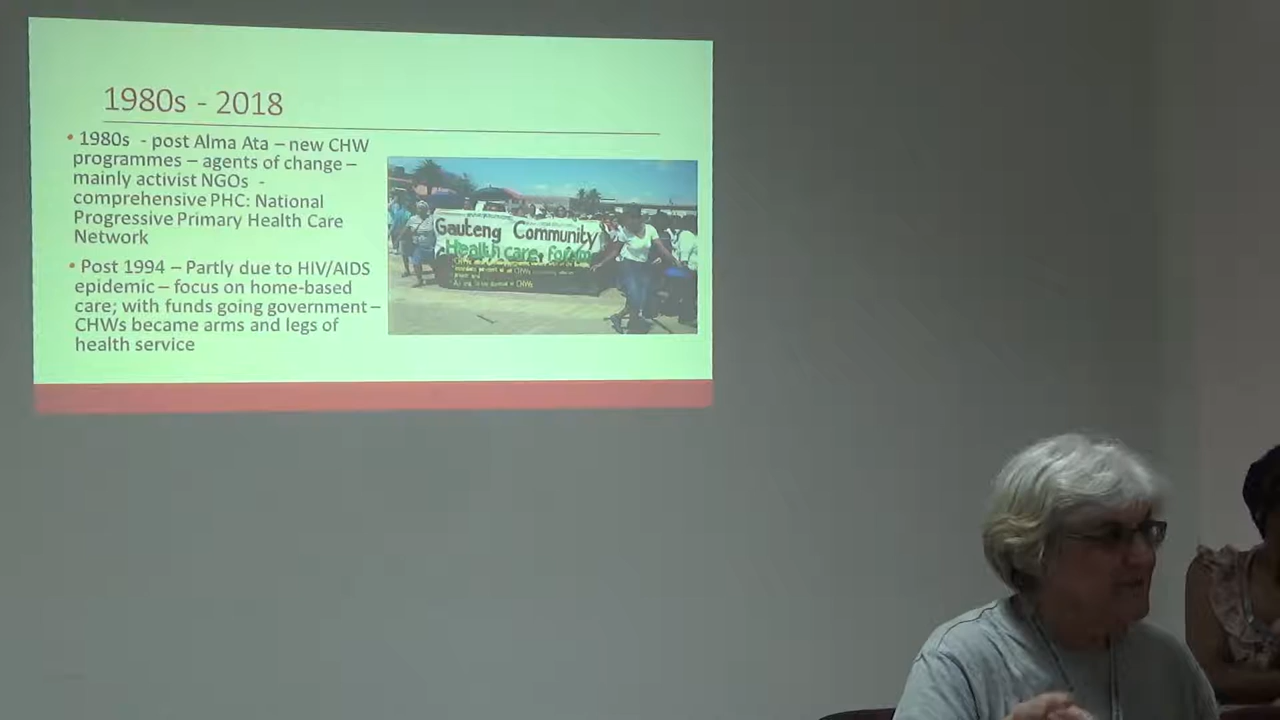 1980s - 2018
• 1980s - post Alma Ata – new CHW
programmes – agents of change –
mainly activist NGOs -
comprehensive PHC: National
Progressive Primary Health Care
Network
• Post 1994 – Partly due to HIV/AIDS
epidemic – focus on home-based
care; with funds going government –
CHWs became arms and legs of
health service
Gauteng Community
Health care forum